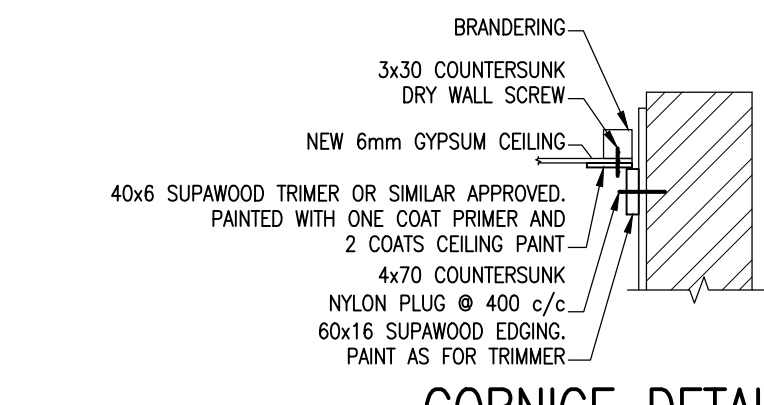 BRANDERING
3x30 COUNTERSUNK
DRY WALL SCREW
NEW 6mm GYPSUM CEILING
40x6 SUPAWOOD TRIMER OR SIMILAR APPROVED.
PAINTED WITH ONE COAT PRIMER AND
2 COATS CEILING PAINT
4x70 COUNTERSUNK
NYLON PLUG @ 400 c/c
60x16 SUPAWOOD EDGING.
PAINT AS FOR TRIMMER